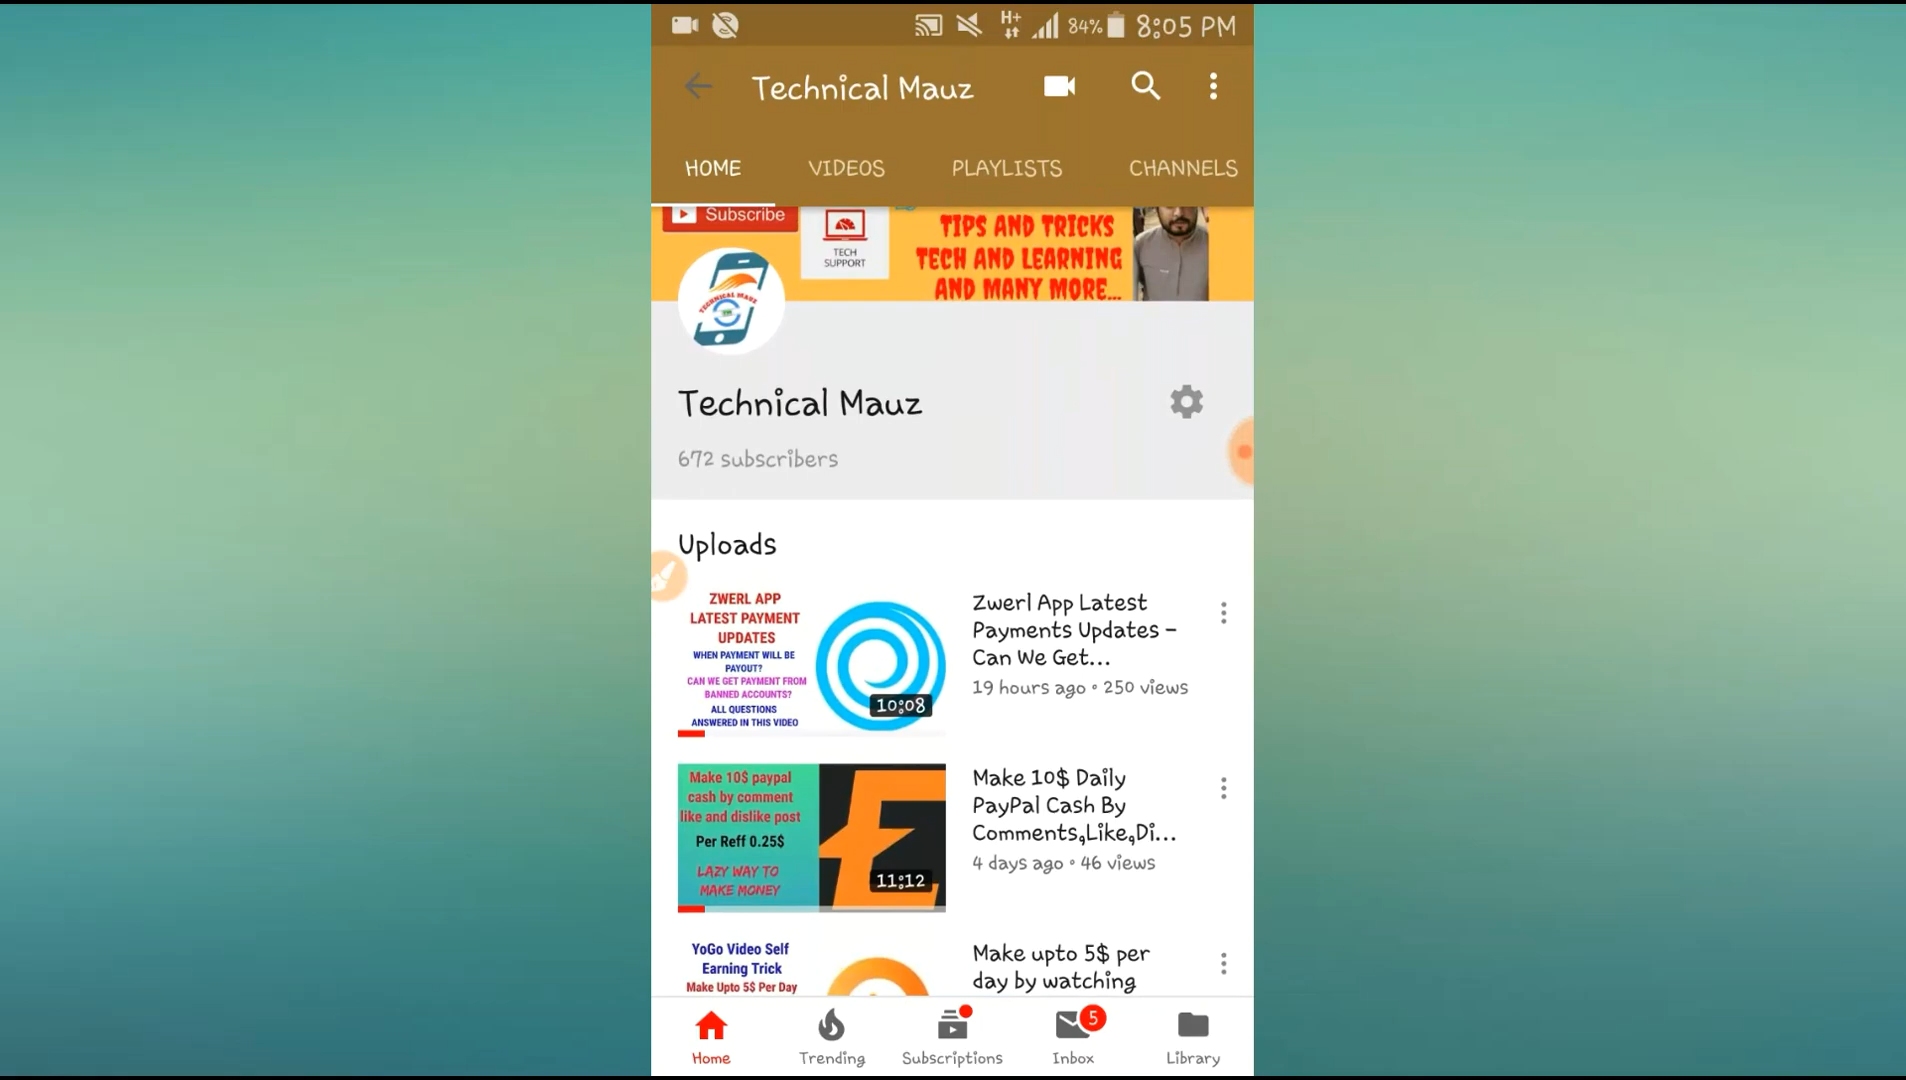 H+
84%
8:05 PM
Technical Mauz
HOME
VIDEOS
PLAYLISTS
CHANNELS
Subscribe
TECH
SUPPORT
TIPS AND TRICKS
TECH AND LEARNING
AND MANY MORE...
TECHNICAL MAUZ
Technical Mauz
672 subscribers
Uploads
ZWERL APP
LATEST PAYMENT
UPDATES
WHEN PAYMENT WILL BE
PAYOUT?
CAN WE GET PAYMENT FROM
BANNED ACCOUNTS?
ALL QUESTIONS
ANSWERED IN THIS VIDEO
10:08
Zwerl App Latest
Payments Updates –
Can We Get...
19 hours ago • 250 views
Make 10$ paypal
cash by comment
like and dislike post
Per Reff 0.25$
LAZY WAY TO
MAKE MONEY
11:12
Make 10$ Daily
PayPal Cash By
Comments,Like,Di...
4 days ago • 46 views
YoGo Video Self
Earning Trick
Make Upto 5$ Per Day
Make upto 5$ per
day by watching
Home
Trending
Subscriptions
5
Inbox
Library